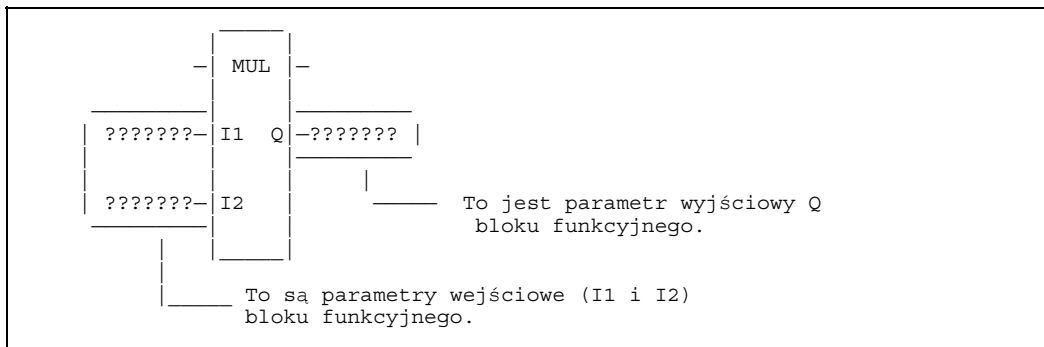 MUL
??????? I1 Q ???????
??????? I2
To jest parametr wyjściowy Q
bloku funkcyjnego.
To są parametry wejściowe (I1 i I2)
bloku funkcyjnego.